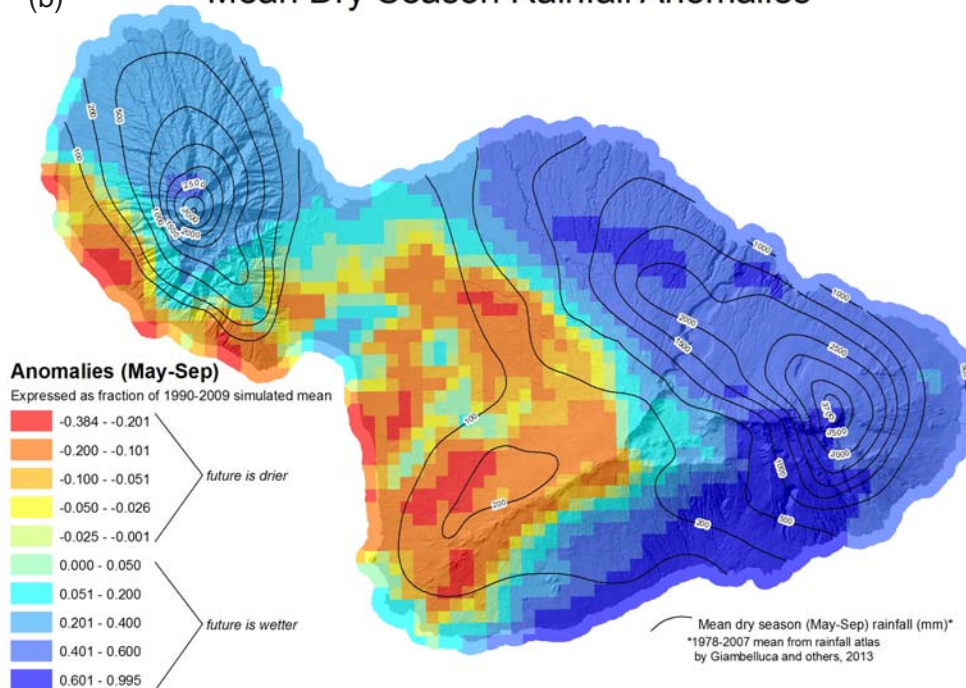 (b)
Mean Dry Season Rainfall Anomalies
200
500
100
2500
2000
1000
1500
1000
1000
2000
2500
3500
3000
1000
100
200
200
500
Anomalies (May-Sep)
Expressed as fraction of 1990-2009 simulated mean
-0.384 - -0.201
-0.200 - -0.101
-0.100 - -0.051
-0.050 - -0.026
-0.025 - -0.001
future is drier
0.000 - 0.050
0.051 - 0.200
0.201 - 0.400
0.401 - 0.600
0.601 - 0.995
future is wetter
Mean dry season (May-Sep) rainfall (mm)*
*1978-2007 mean from rainfall atlas
by Giambelluca and others, 2013